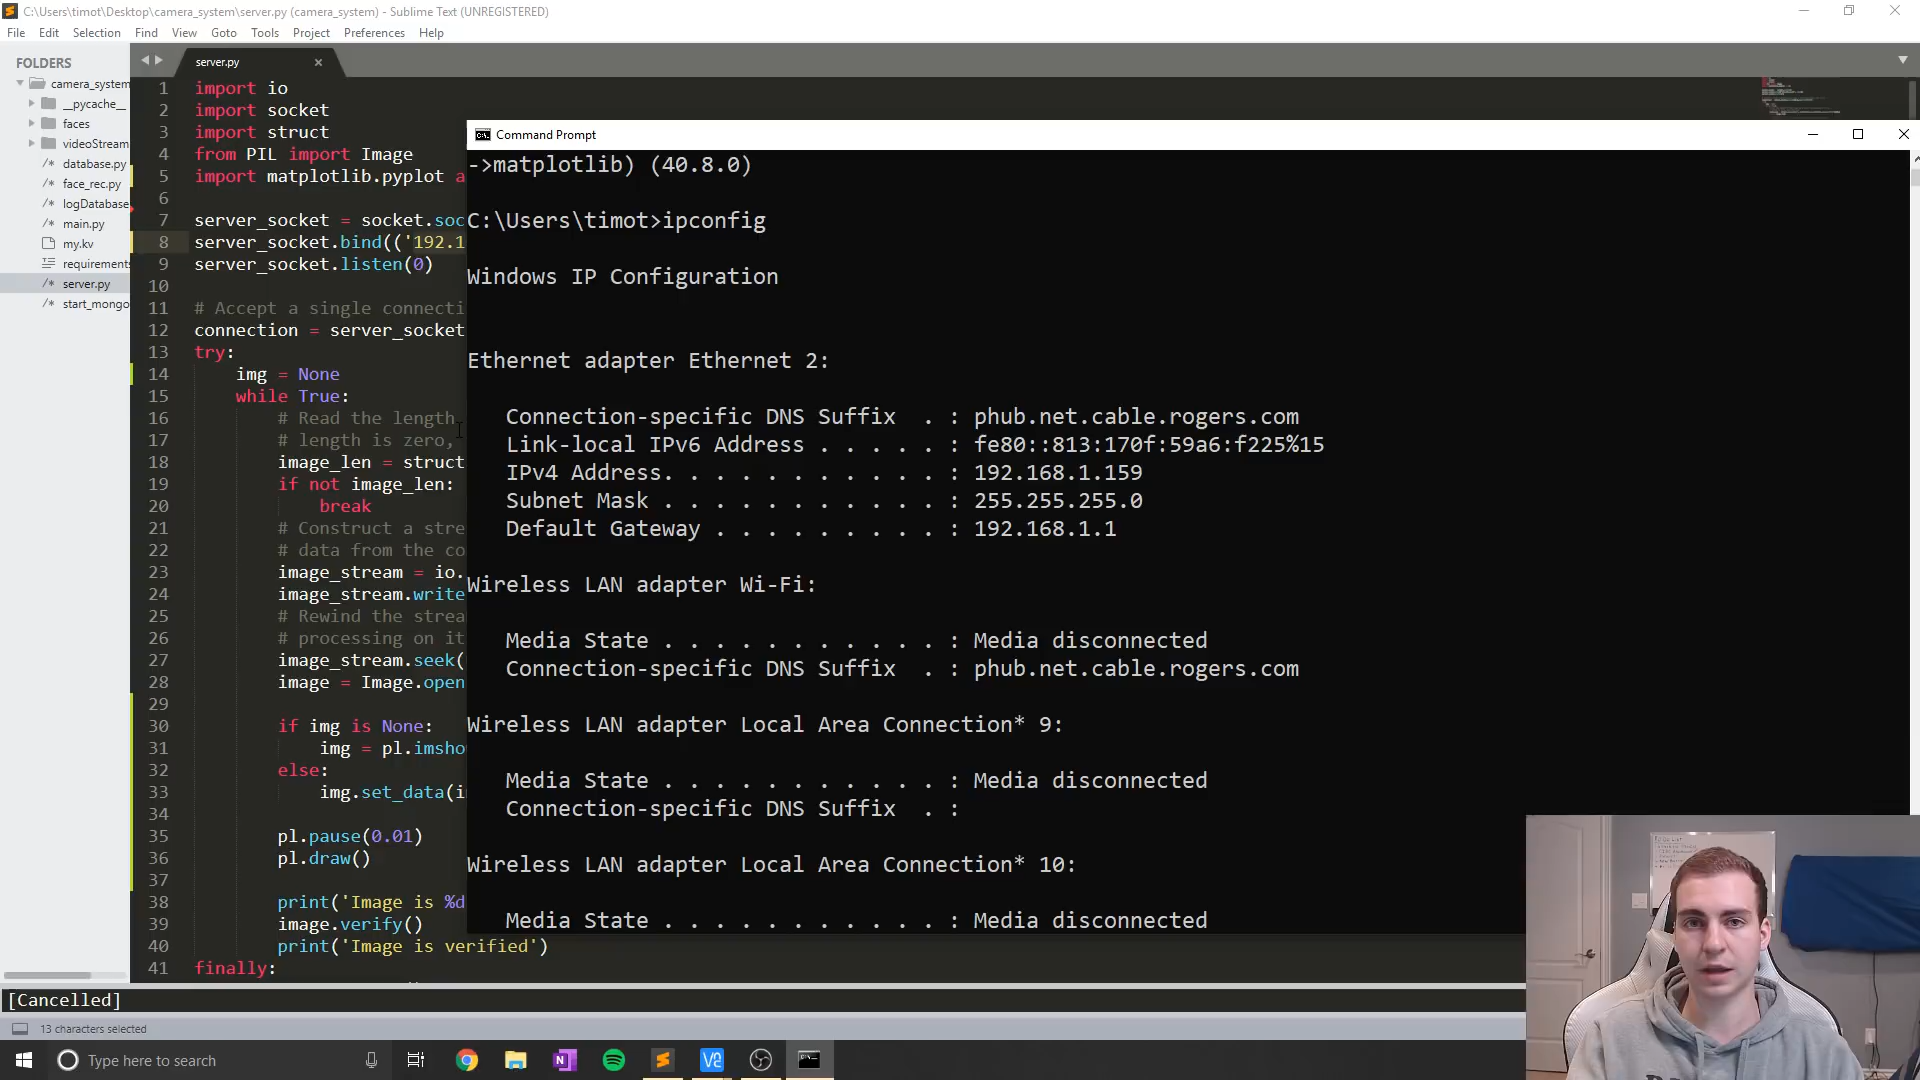 C:\Users\timot\Desktop\camera_system\server.py (camera_system) - Sublime Text (UNREGISTERED)
File Edit Selection Find View Goto Tools Project Preferences Help
FOLDERS
camera_system
__pycache__
faces
videoStream
database.py
face_rec.py
logDatabase
main.py
my.kv
requirements
server.py
start_mongo
server.py
1 import io
2 import socket
3 import struct
4 from PIL import Image
5 import matplotlib.pyplot a
6
7 server_socket = socket.soc
8 server_socket.bind(('192.1
9 server_socket.listen(0)
10
11 # Accept a single connecti
12 connection = server_socket
13 try:
14 img = None
15 while True:
16 # Read the length
17 # length is zero,
18 image_len = struct
19 if not image_len:
20 break
21 # Construct a stre
22 # data from the co
23 image_stream = io.
24 image_stream.write
25 # Rewind the strea
26 # processing on it
27 image_stream.seek(
28 image = Image.open
29
30 if img is None:
31 img = pl.imsho
32 else:
33 img.set_data(i
34
35 pl.pause(0.01)
36 pl.draw()
37
38 print('Image is %d
39 image.verify()
40 print('Image is verified')
41 finally:
Command Prompt
->matplotlib) (40.8.0)
C:\Users\timot>ipconfig
Windows IP Configuration
Ethernet adapter Ethernet 2:
Connection-specific DNS Suffix . : phub.net.cable.rogers.com
Link-local IPv6 Address . . . . . : fe80::813:170f:59a6:f225%15
IPv4 Address. . . . . . . . . . . : 192.168.1.159
Subnet Mask . . . . . . . . . . . : 255.255.255.0
Default Gateway . . . . . . . . . : 192.168.1.1
Wireless LAN adapter Wi-Fi:
Media State . . . . . . . . . . . : Media disconnected
Connection-specific DNS Suffix . : phub.net.cable.rogers.com
Wireless LAN adapter Local Area Connection* 9:
Media State . . . . . . . . . . . : Media disconnected
Connection-specific DNS Suffix . :
Wireless LAN adapter Local Area Connection* 10:
Media State . . . . . . . . . . . : Media disconnected
[Cancelled]
13 characters selected
Type here to search